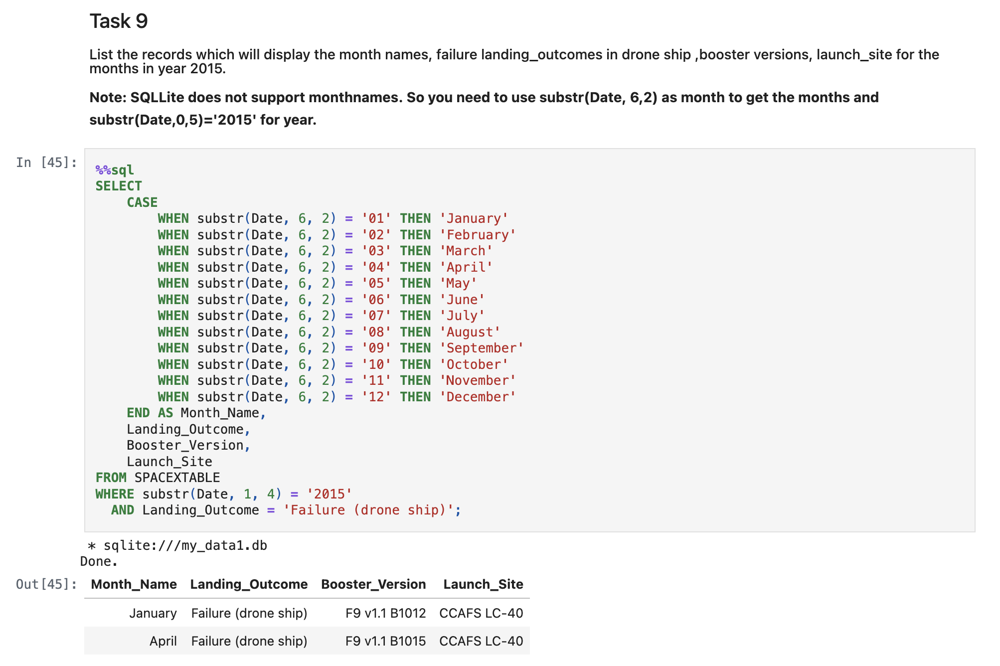 Task 9
List the records which will display the month names, failure landing_outcomes in drone ship ,booster versions, launch_site for the
months in year 2015.
Note: SQLLite does not support monthnames. So you need to use substr(Date, 6,2) as month to get the months and
substr(Date,0,5)='2015' for year.
In [45]:
%%sql
SELECT
    CASE
        WHEN substr(Date, 6, 2) = '01' THEN 'January'
        WHEN substr(Date, 6, 2) = '02' THEN 'February'
        WHEN substr(Date, 6, 2) = '03' THEN 'March'
        WHEN substr(Date, 6, 2) = '04' THEN 'April'
        WHEN substr(Date, 6, 2) = '05' THEN 'May'
        WHEN substr(Date, 6, 2) = '06' THEN 'June'
        WHEN substr(Date, 6, 2) = '07' THEN 'July'
        WHEN substr(Date, 6, 2) = '08' THEN 'August'
        WHEN substr(Date, 6, 2) = '09' THEN 'September'
        WHEN substr(Date, 6, 2) = '10' THEN 'October'
        WHEN substr(Date, 6, 2) = '11' THEN 'November'
        WHEN substr(Date, 6, 2) = '12' THEN 'December'
    END AS Month_Name,
    Landing_Outcome,
    Booster_Version,
    Launch_Site
FROM SPACEXTABLE
WHERE substr(Date, 1, 4) = '2015'
  AND Landing_Outcome = 'Failure (drone ship)';
* sqlite:///my_data1.db
Done.
Out[45]: Month_Name Landing_Outcome Booster_Version Launch_Site
January Failure (drone ship) F9 v1.1 B1012 CCAFS LC-40
April Failure (drone ship) F9 v1.1 B1015 CCAFS LC-40